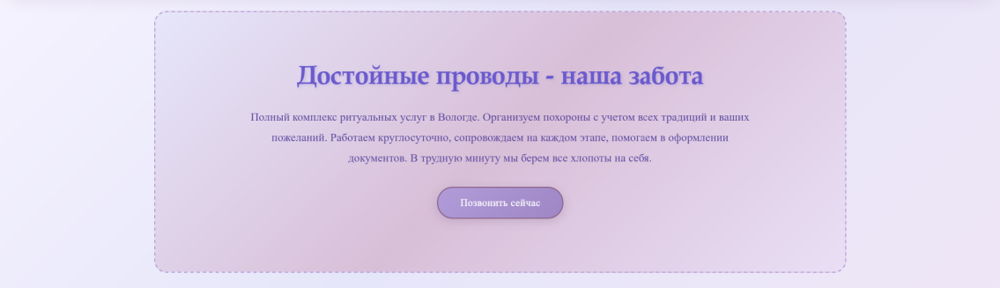 Достойные проводы - наша забота
Полный комплекс ритуальных услуг в Вологде. Организуем похороны с учетом всех традиций и ваших
пожеланий. Работаем круглосуточно, сопровождаем на каждом этапе, помогаем в оформлении
документов. В трудную минуту мы берем все хлопоты на себя.
Позвонить сейчас